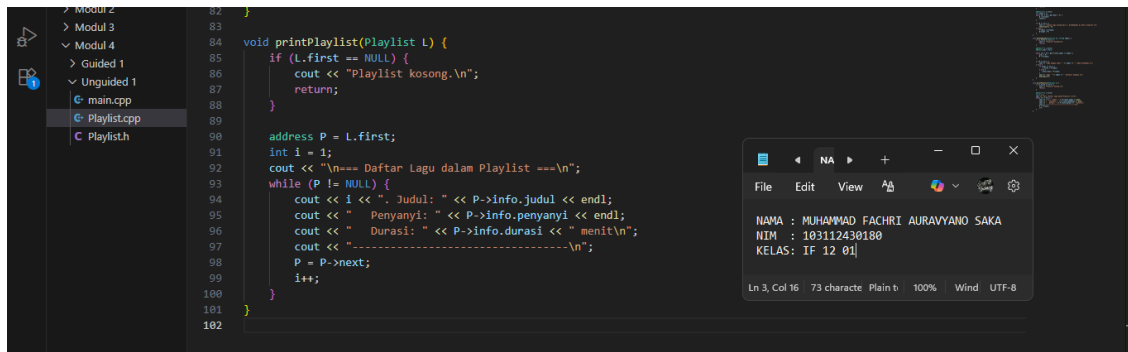 > Modul 2
> Modul 3
Modul 4
> Guided 1
Unguided 1
main.cpp
Playlist.cpp
C Playlist.h
1
82 }
83
84 void printPlaylist(Playlist L) {
85 if (L.first == NULL) {
86 cout << "Playlist kosong.\n";
87 return;
88 }
89
90 address P = L.first;
91 int i = 1;
92 cout << "\n=== Daftar Lagu dalam Playlist ===\n";
93 while (P != NULL) {
94 cout << i << ". Judul: " << P->info.judul << endl;
95 cout << "   Penyanyi: " << P->info.penyanyi << endl;
96 cout << "   Durasi: " << P->info.durasi << " menit\n";
97 cout << "-----------------------------------\n";
98 P = P->next;
99 i++;
100 }
101 }
102
NA
File Edit View
NAMA : MUHAMMAD FACHRI AURAVYANO SAKA
NIM  : 103112430180
KELAS: IF 12 01
Ln 3, Col 16 73 characte Plain t 100% Wind UTF-8